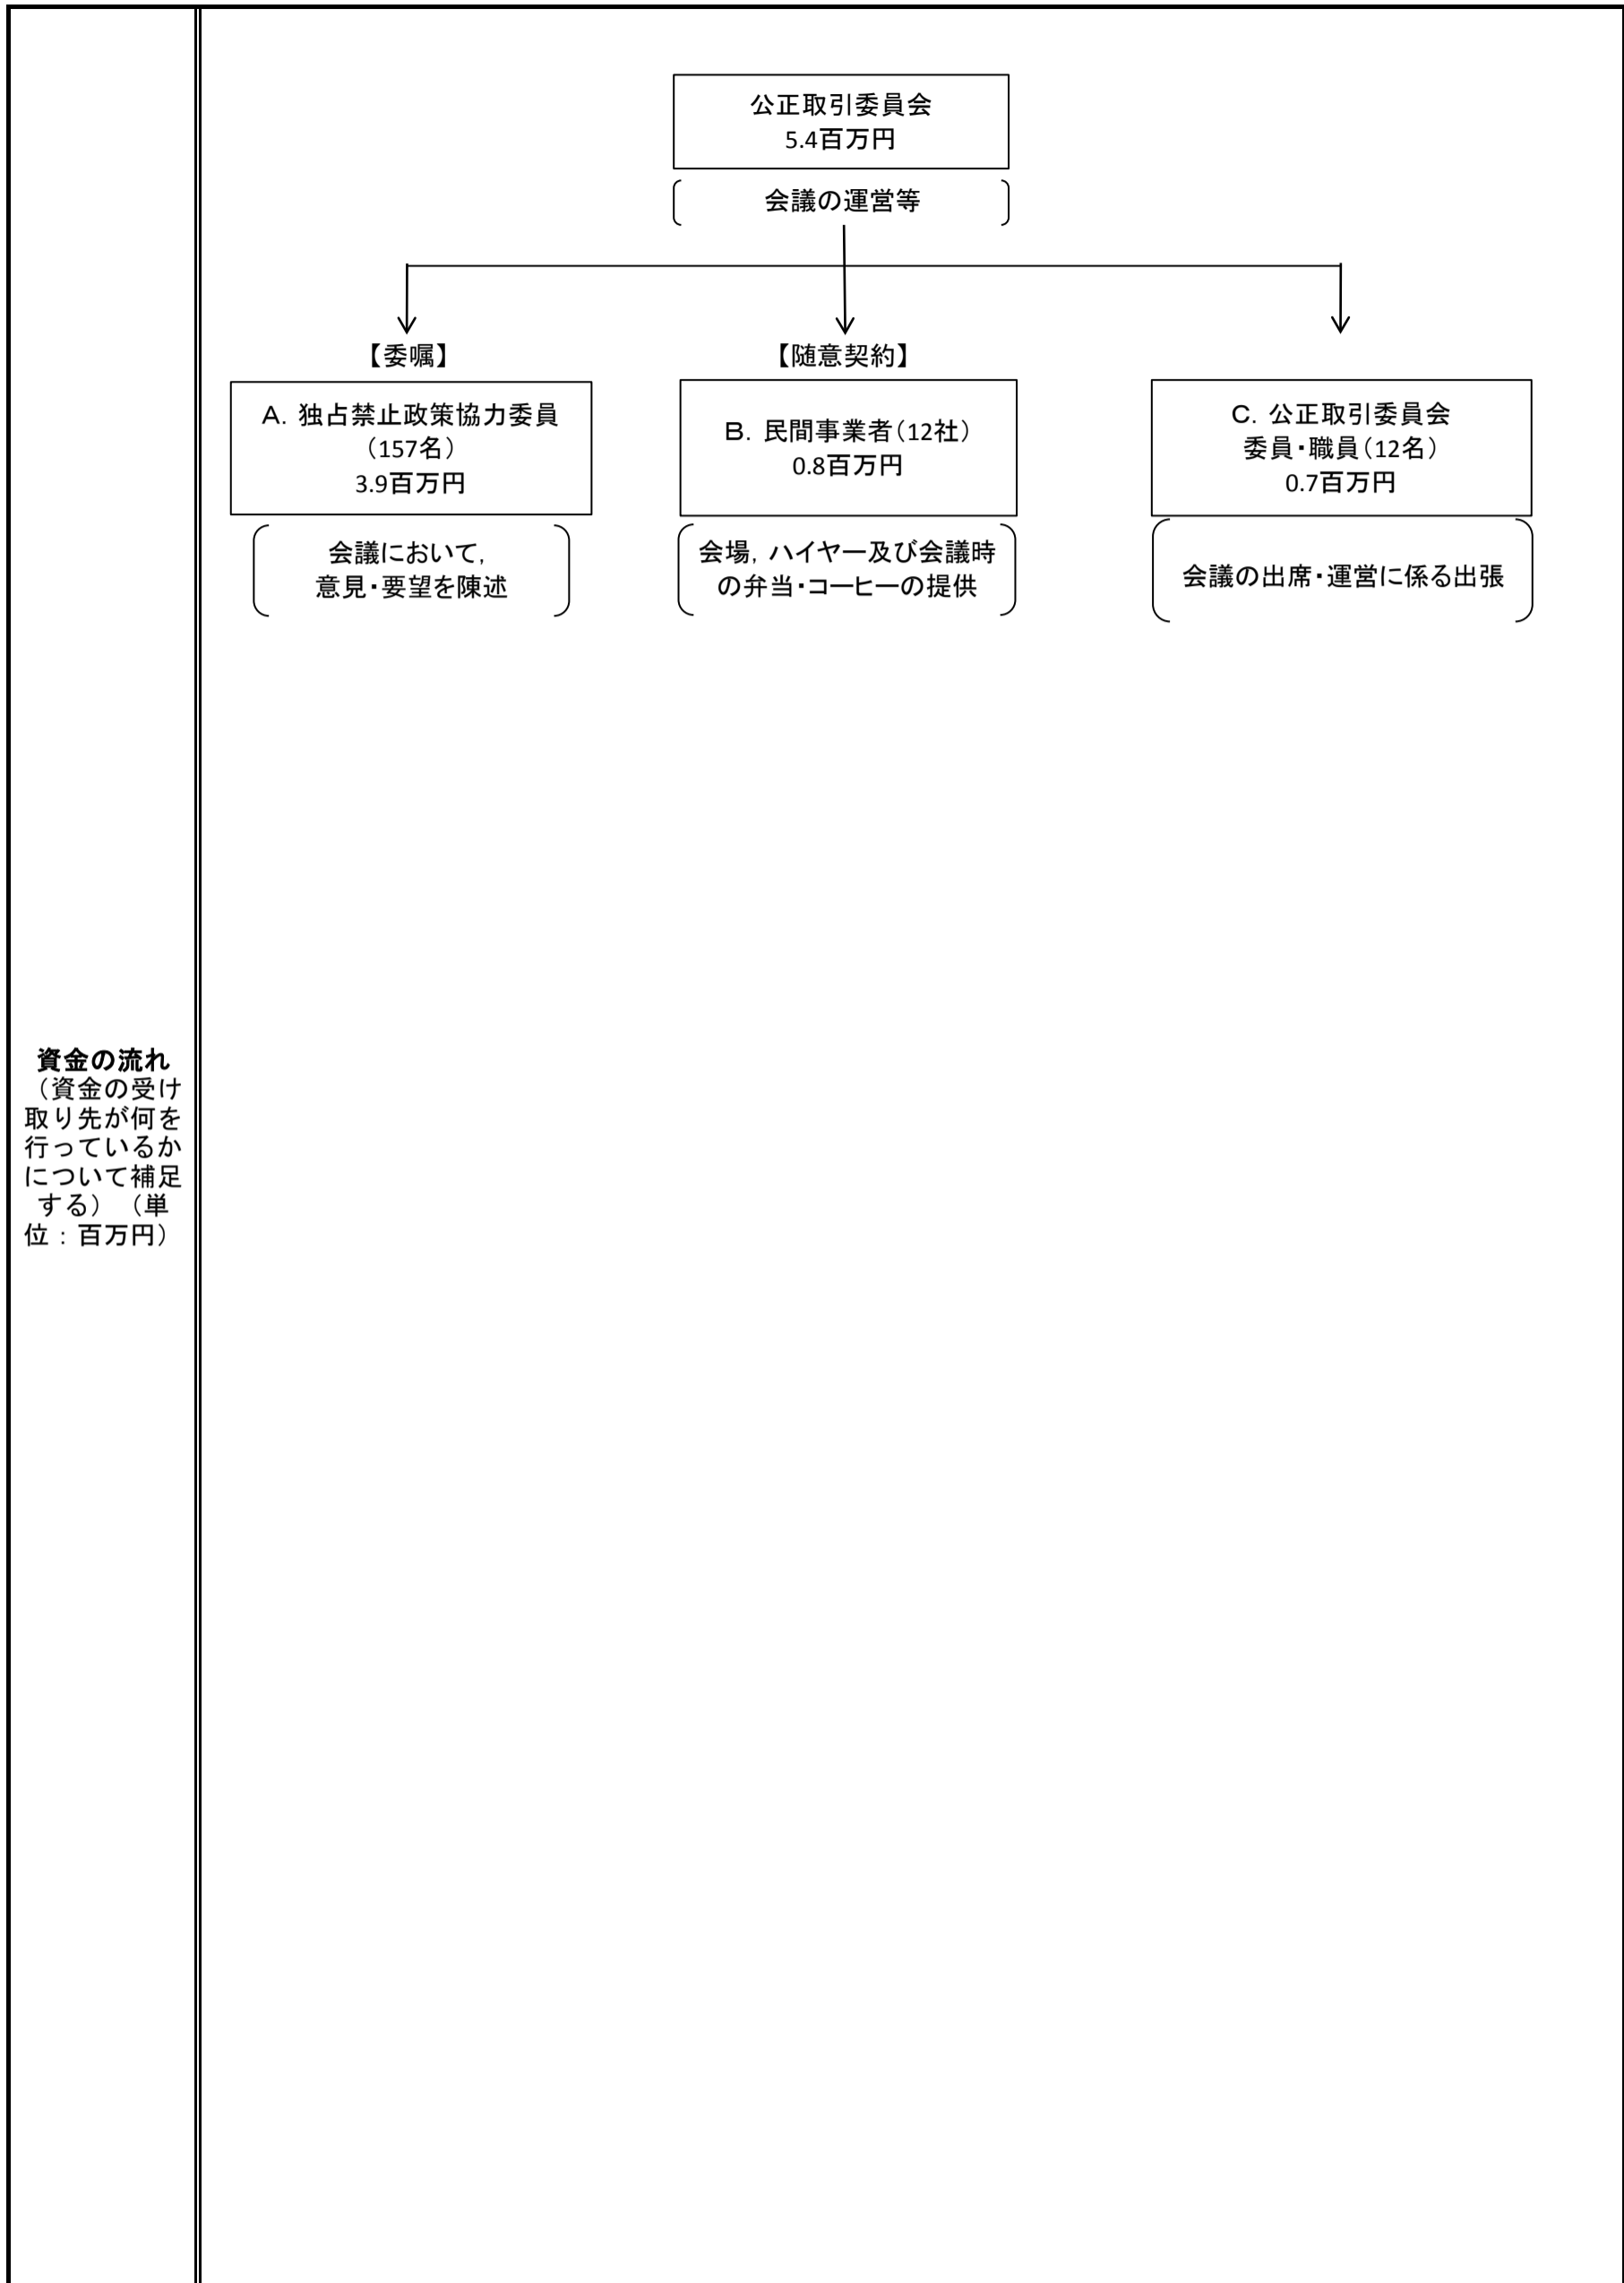 公正取引委員会
5.4百万円
会議の運営等
【委嘱】
A. 独占禁止政策協力委員
（157名）
3.9百万円
会議において，
意見・要望を陳述
【随意契約】
B. 民間事業者（12社）
0.8百万円
会場，ハイヤー及び会議時
の弁当・コーヒーの提供
C. 公正取引委員会
委員・職員（12名）
0.7百万円
会議の出席・運営に係る出張
資金の流れ
（資金の受け
取り先が何を
行っているか
について補足
する）（単
位：百万円）